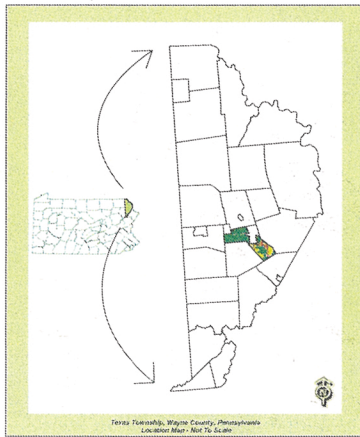 Texas Township, Wayne County, Pennsylvania
Location Map - Not To Scale